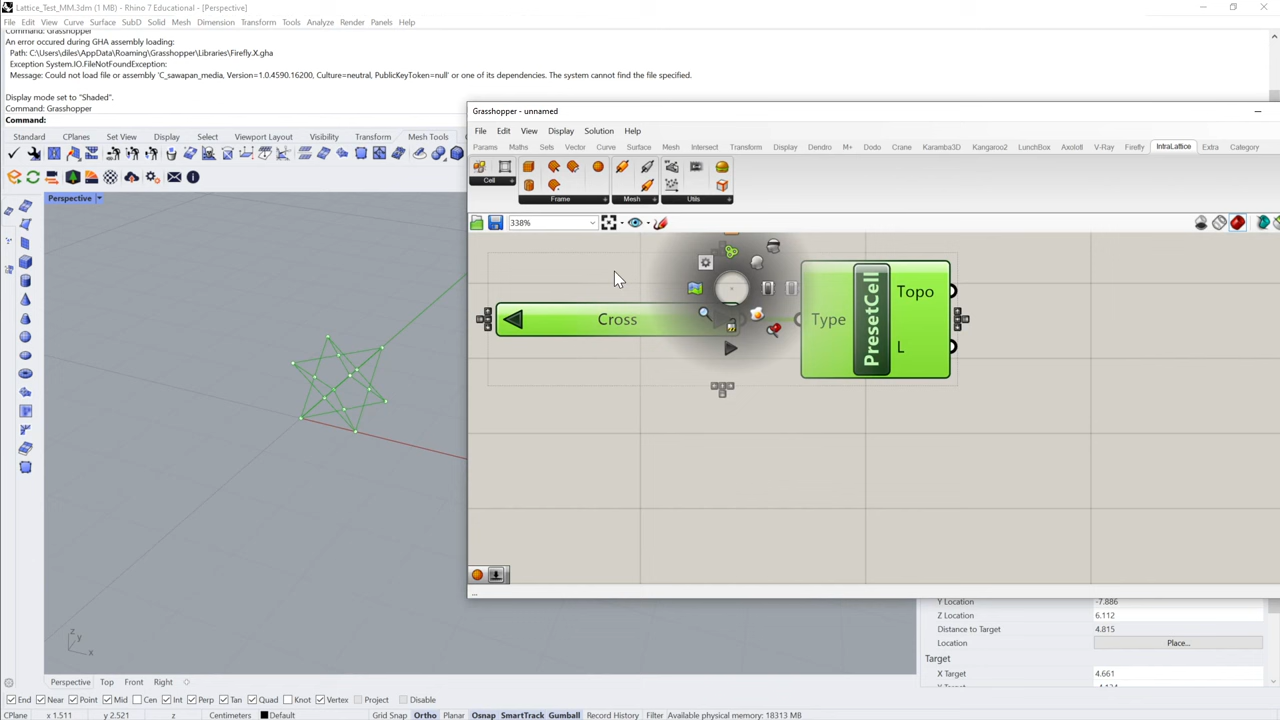 Lattice_Test_MM.3dm (1 MB) - Rhino 7 Educational - [Perspective]
File Edit View Curve Surface SubD Solid Mesh Dimension Transform Tools Analyze Render Panels Help
Command: Grasshopper
An error occured during GHA assembly loading:
Path: C:\Users\diles\AppData\Roaming\Grasshopper\Libraries\Firefly.X.gha
Exception System.IO.FileNotFoundException:
Message: Could not load file or assembly 'C_sawapan_media, Version=1.0.4590.16200, Culture=neutral, PublicKeyToken=null' or one of its dependencies. The system cannot find the file specified.
Display mode set to "Shaded".
Command: Grasshopper
Command:
Standard CPlanes Set View Display Select Viewport Layout Visibility Transform Mesh Tools
Perspective
Grasshopper - unnamed
File Edit View Display Solution Help
Params Maths Sets Vector Curve Surface Mesh Intersect Transform Display Dendro M+ Dodo Crane Karamba3D Kangaroo2 LunchBox Axolotl V-Ray Firefly IntraLattice Extra Category
Cell Frame Mesh Utils
338%
Cross
Type PresetCell Topo
L
...
z
y
x
Y Location -7.886
Z Location 6.112
Distance to Target 4.815
Location Place...
Target
X Target 4.661
Perspective Top Front Right
End Near Point Mid Cen Int Perp Tan Quad Knot Vertex Project Disable
CPlane x 1.511 y 2.521 z Centimeters Default Grid Snap Ortho Planar Osnap SmartTrack Gumball Record History Filter Available physical memory: 18313 MB